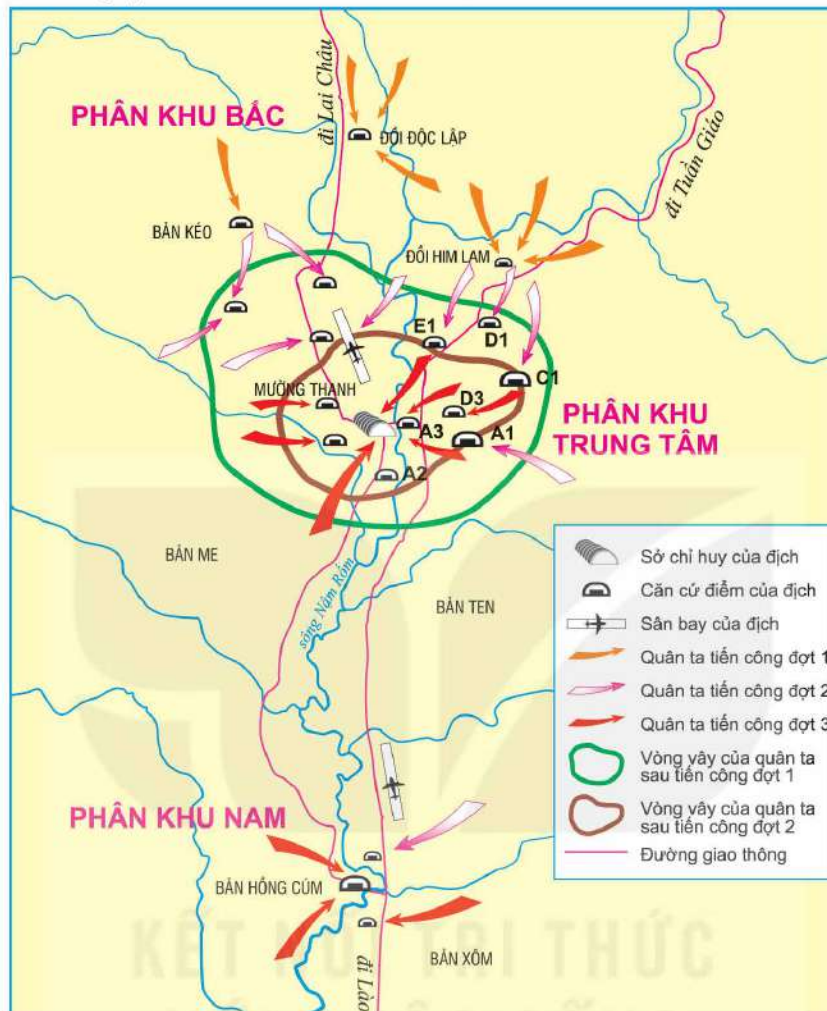 đi Lai Châu
PHÂN KHU BẮC
ĐỒI ĐỘC LẬP
đi Tuần Giáo
BẢN KÉO
ĐỒI HIM LAM
E1
D1
C1
MƯỜNG THANH
D3
A3
A1
PHÂN KHU
TRUNG TÂM
A2
BẢN ME
sông Nậm Rốm
BẢN TEN
Sở chỉ huy của địch
Căn cứ điểm của địch
Sân bay của địch
Quân ta tiến công đợt 1
Quân ta tiến công đợt 2
Quân ta tiến công đợt 3
Vòng vây của quân ta
sau tiến công đợt 1
Vòng vây của quân ta
sau tiến công đợt 2
Đường giao thông
PHÂN KHU NAM
BẢN HỒNG CÚM
BẢN XÔM
đi Lào
KẾT NỐI TRI THỨC